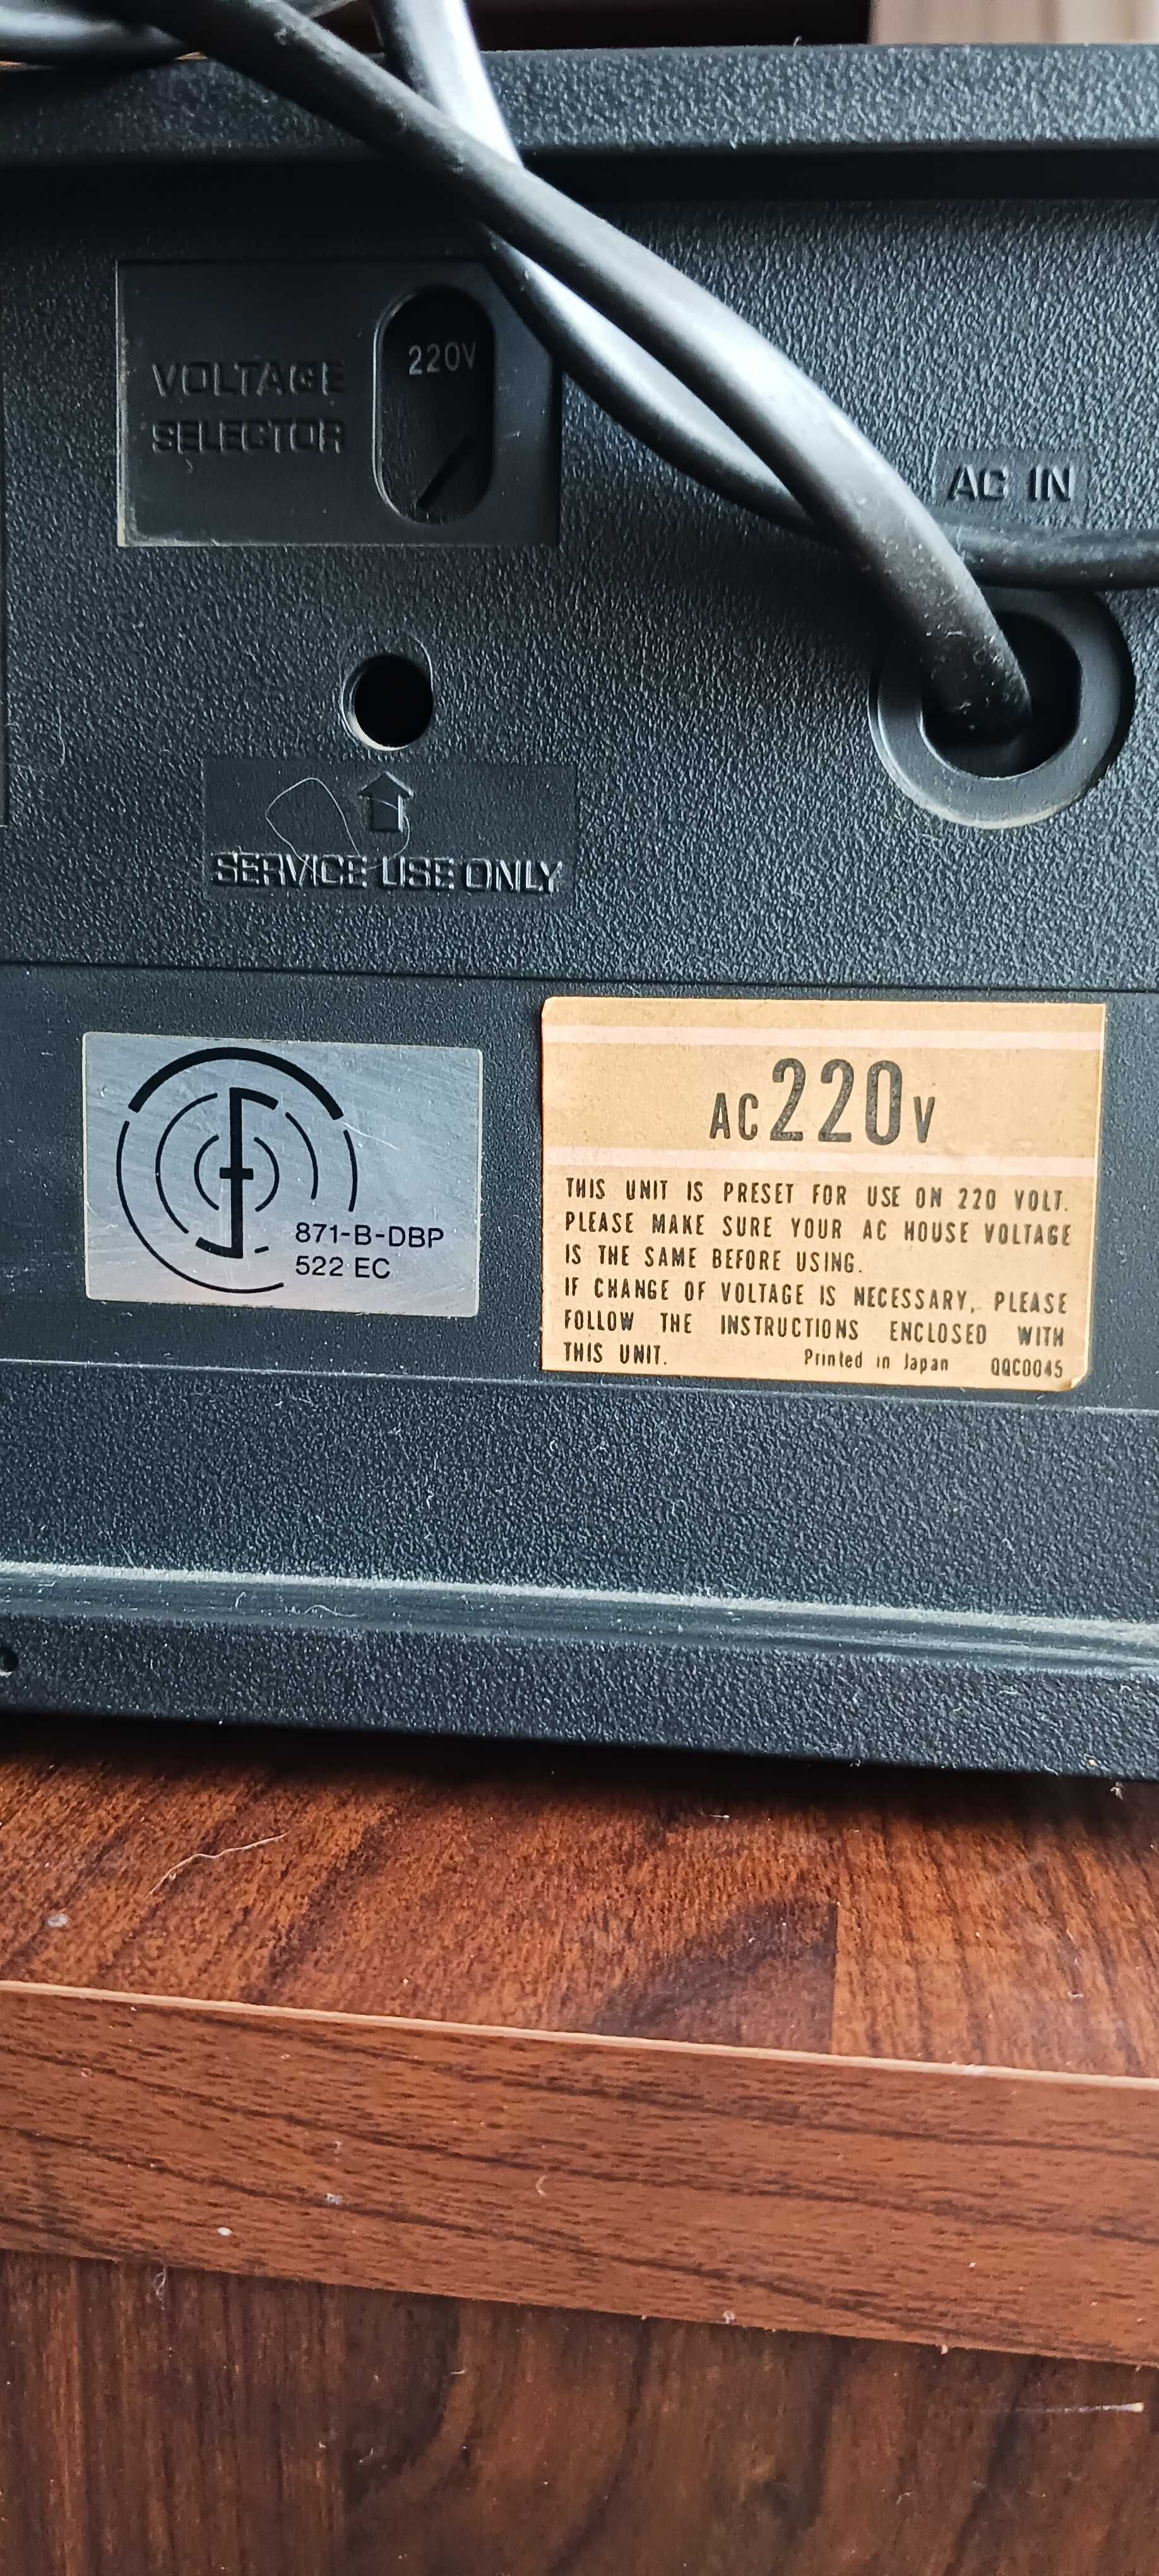 VOLTAGE
SELECTOR
220V
AC IN
SERVICE USE ONLY
871-B-DBP
522 EC
AC 220V
THIS UNIT IS PRESET FOR USE ON 220 VOLT.
PLEASE MAKE SURE YOUR AC HOUSE VOLTAGE
IS THE SAME BEFORE USING.
IF CHANGE OF VOLTAGE IS NECESSARY, PLEASE
FOLLOW THE INSTRUCTIONS ENCLOSED WITH
THIS UNIT. Printed in Japan QQC0045